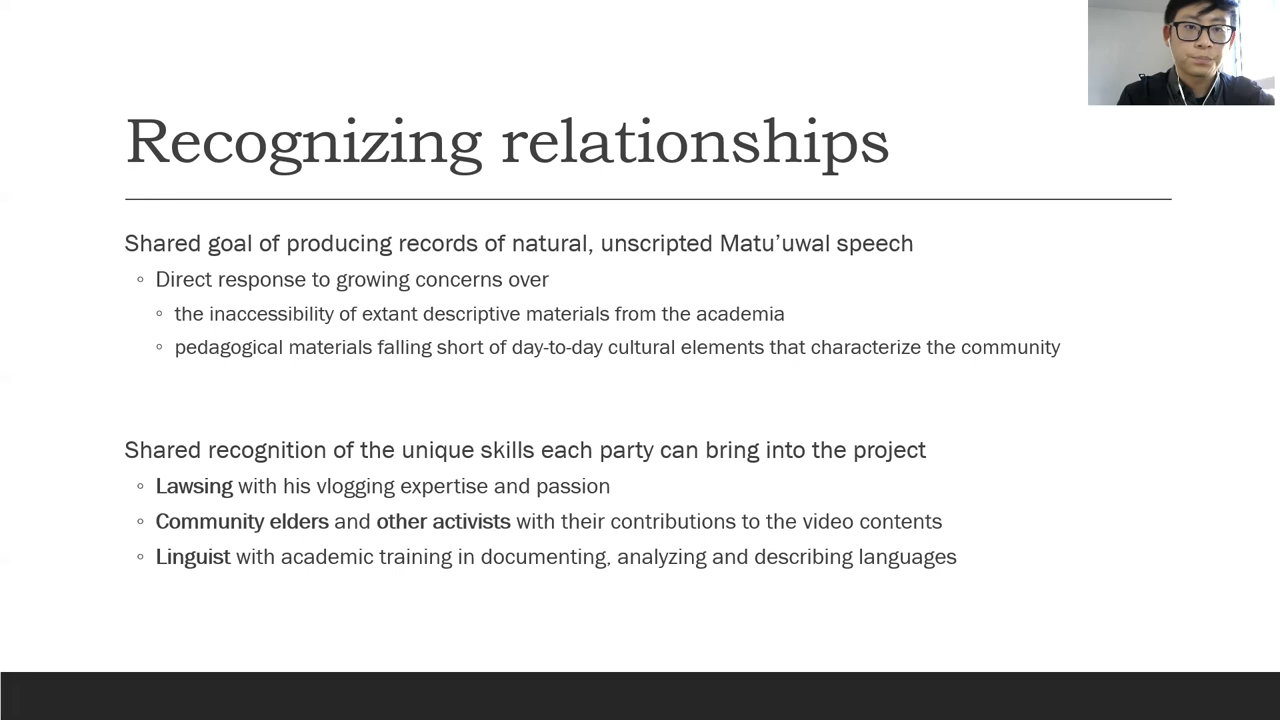 Recognizing relationships
Shared goal of producing records of natural, unscripted Matu’uwal speech
◦ Direct response to growing concerns over
◦ the inaccessibility of extant descriptive materials from the academia
◦ pedagogical materials falling short of day-to-day cultural elements that characterize the community
Shared recognition of the unique skills each party can bring into the project
◦ Lawsing with his vlogging expertise and passion
◦ Community elders and other activists with their contributions to the video contents
◦ Linguist with academic training in documenting, analyzing and describing languages